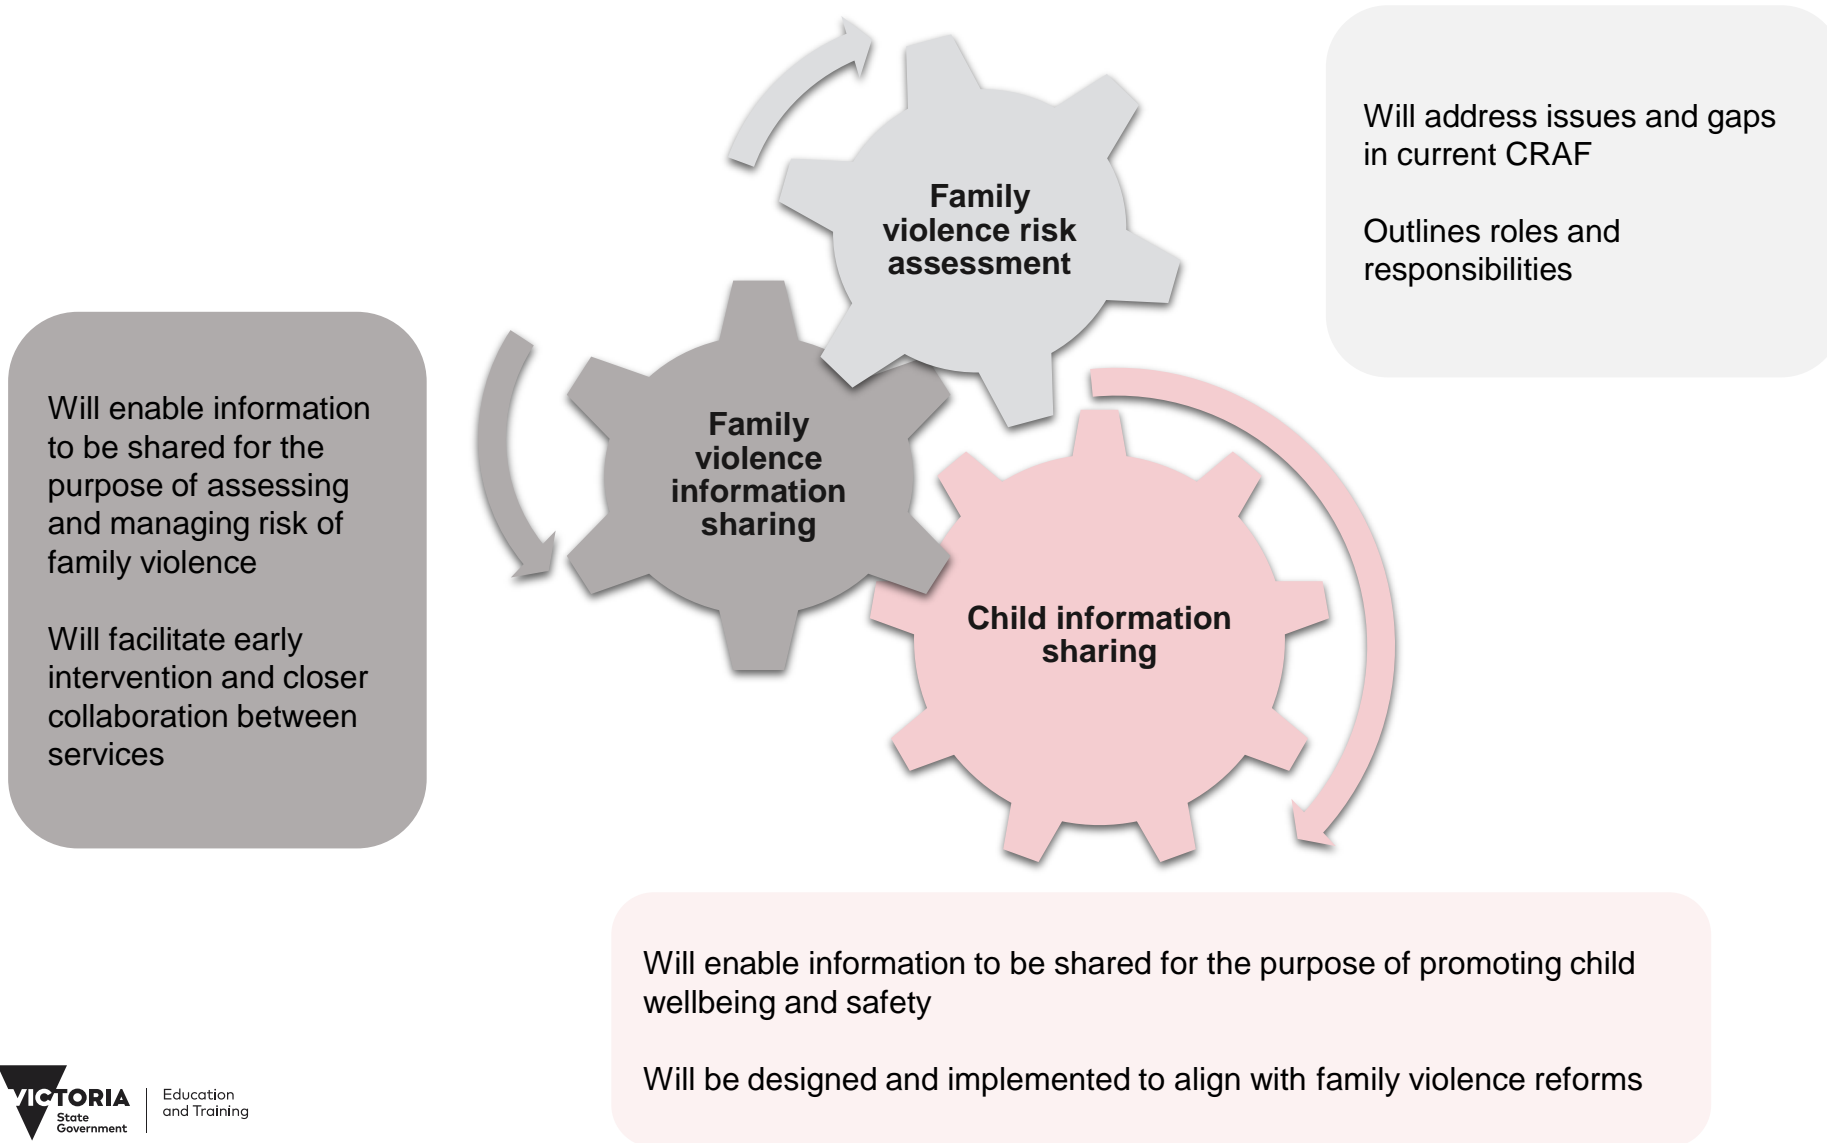 Family
violence risk
assessment
Will address issues and gaps
in current CRAF
Outlines roles and
responsibilities
Will enable information
to be shared for the
purpose of assessing
and managing risk of
family violence
Will facilitate early
intervention and closer
collaboration between
services
Family
violence
information
sharing
Child information
sharing
Will enable information to be shared for the purpose of promoting child
wellbeing and safety
Will be designed and implemented to align with family violence reforms
VICTORIA
State
Government
Education
and Training